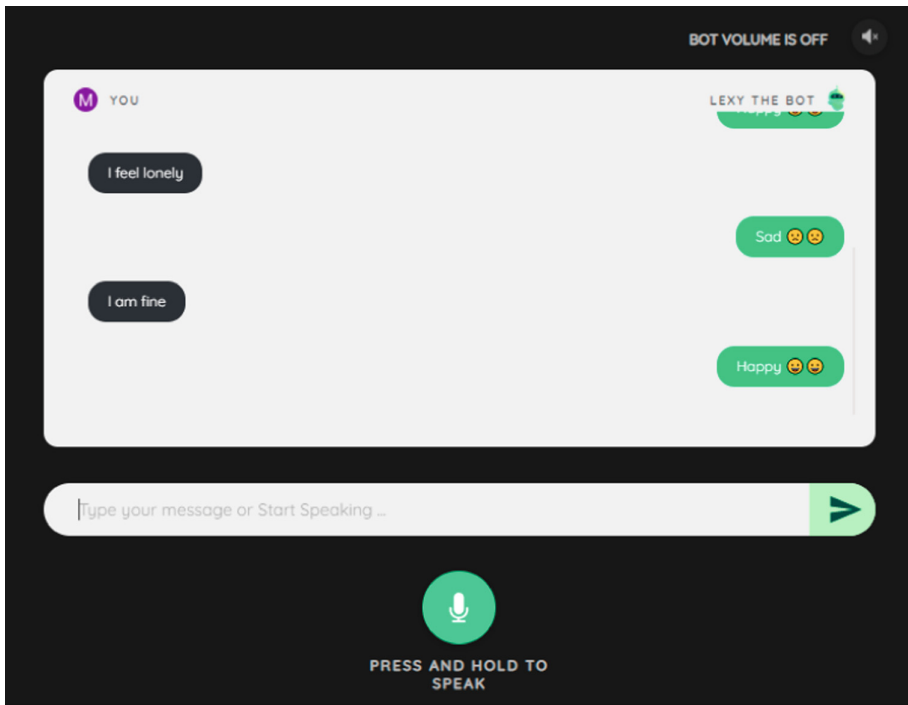 BOT VOLUME IS OFF
M YOU
LEXY THE BOT
Happy
I feel lonely
Sad ☹️☹️
I am fine
Happy 😀😀
Type your message or Start Speaking ...
PRESS AND HOLD TO
SPEAK